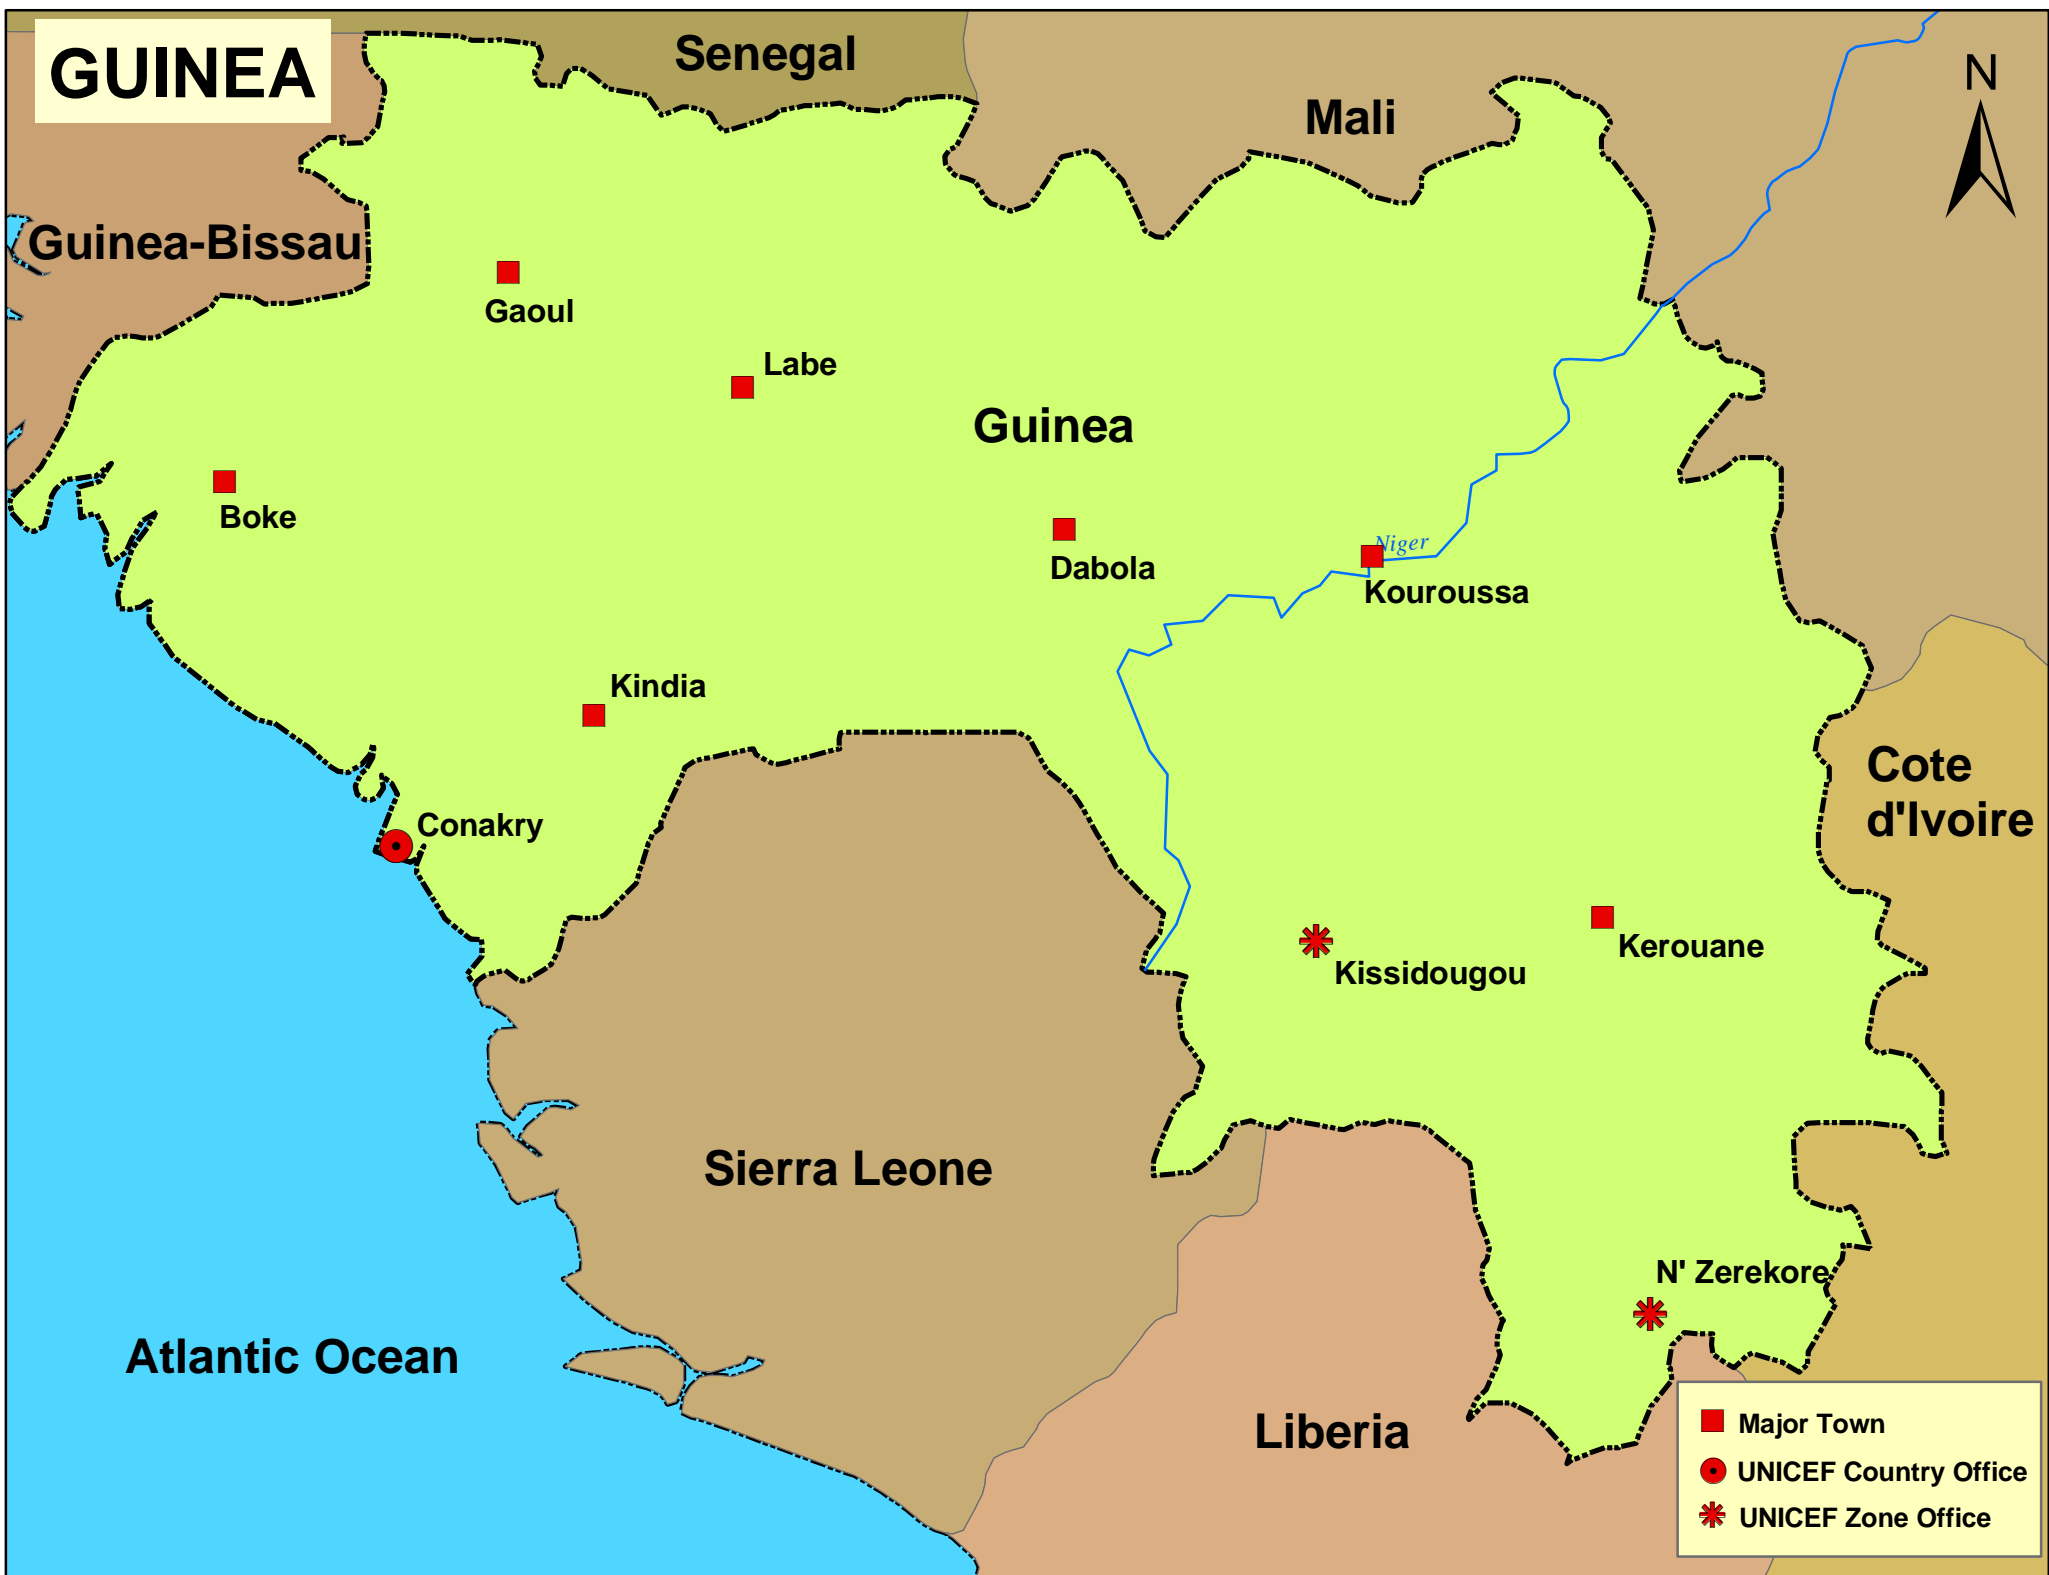 GUINEA
Senegal
Mali
N
Guinea-Bissau
Gaoul
Labe
Guinea
Boke
Dabola
Niger
Kouroussa
Kindia
Conakry
Cote
d'Ivoire
Kissidougou
Kerouane
Sierra Leone
N' Zerekore
Atlantic Ocean
Liberia
Major Town
UNICEF Country Office
UNICEF Zone Office